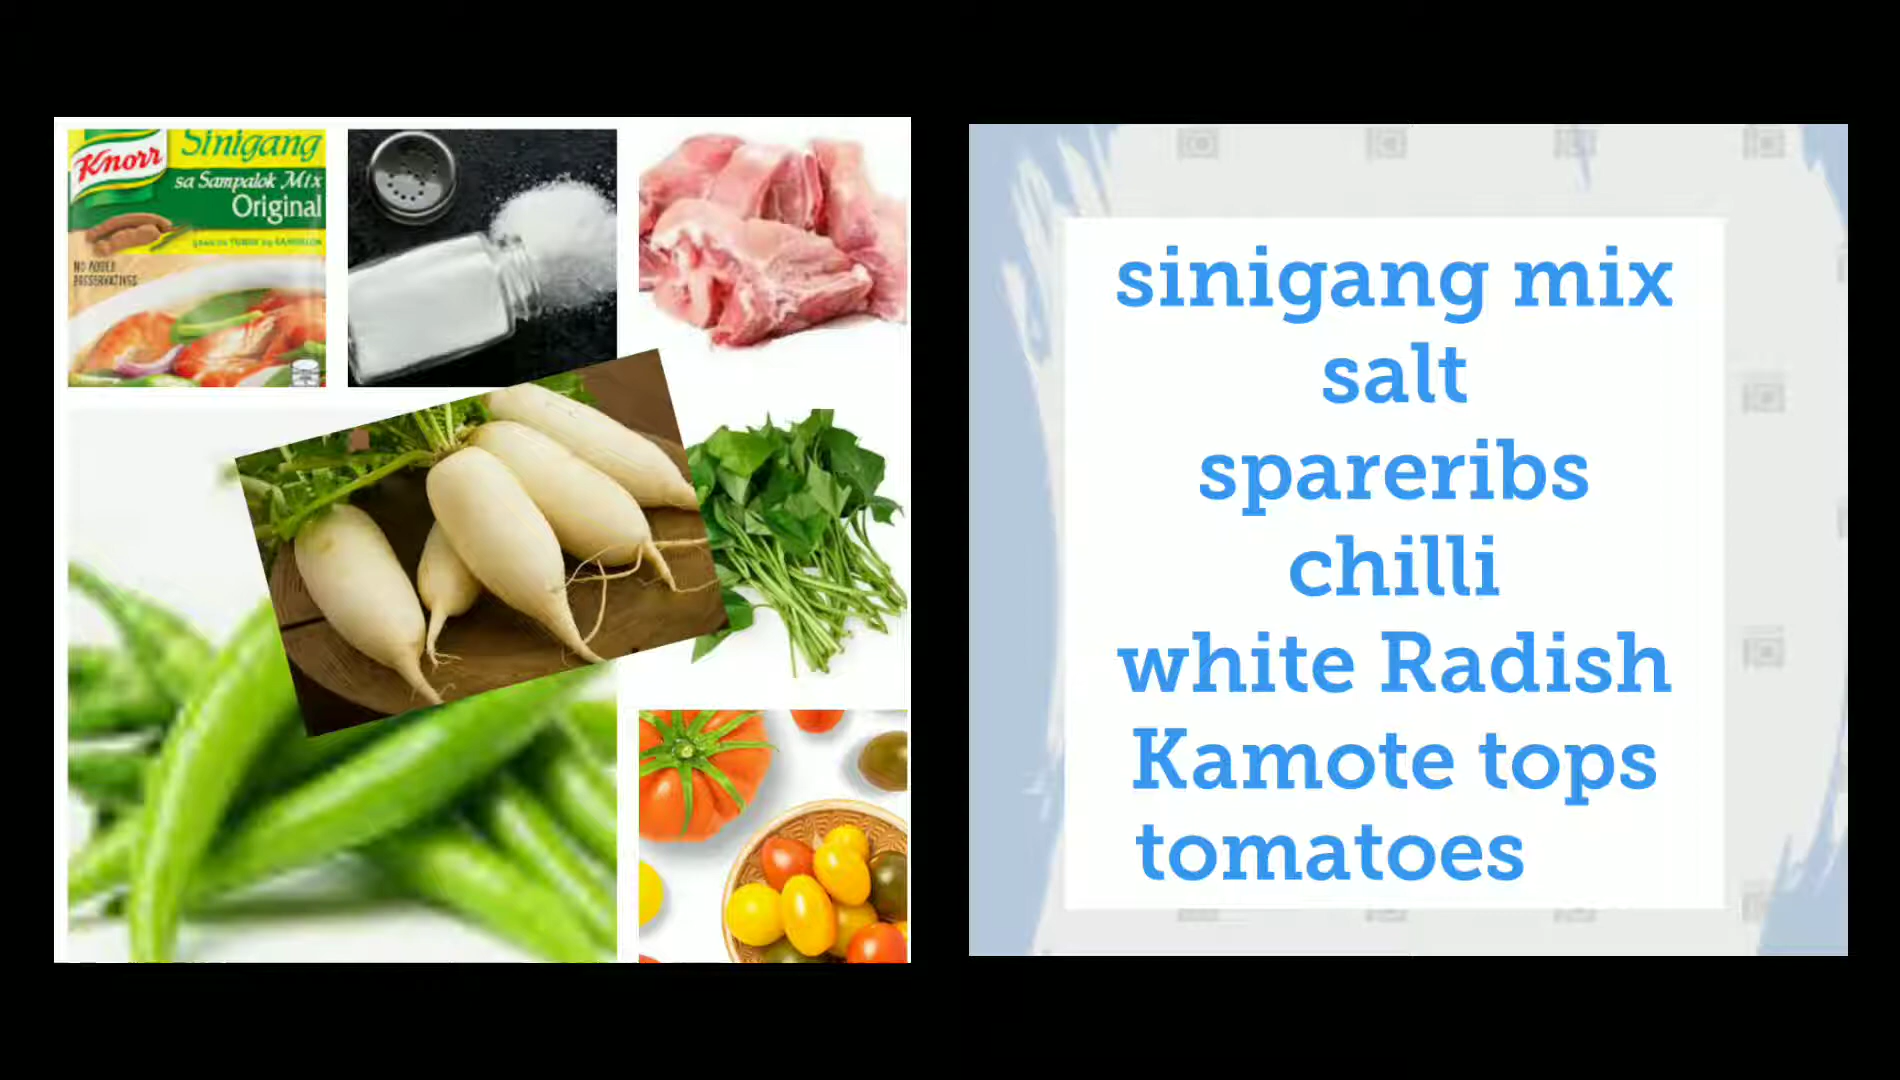 Knorr
Sinigang
sa Sampalok Mix
Original
NO ADDED
PRESERVATIVES
sinigang mix
salt
spareribs
chilli
white Radish
Kamote tops
tomatoes